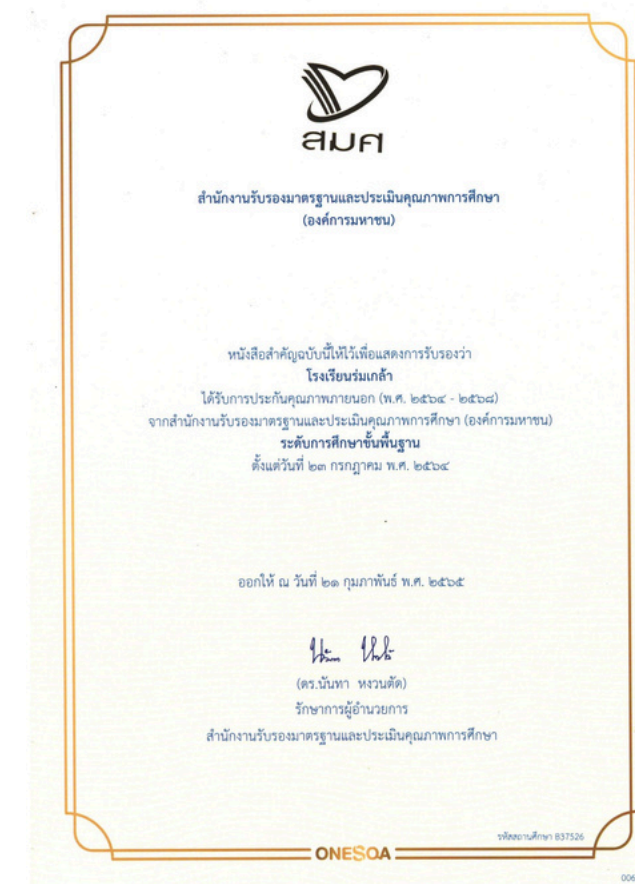 สมศ
สำนักงานรับรองมาตรฐานและประเมินคุณภาพการศึกษา
(องค์การมหาชน)
หนังสือสำคัญฉบับนี้ให้ไว้เพื่อแสดงการรับรองว่า
โรงเรียนร่มเกล้า
ได้รับการประกันคุณภาพภายนอก (พ.ศ. ๒๕๖๔ - ๒๕๖๘)
จากสำนักงานรับรองมาตรฐานและประเมินคุณภาพการศึกษา (องค์การมหาชน)
ระดับการศึกษาขั้นพื้นฐาน
ตั้งแต่วันที่ ๒๓ กรกฎาคม พ.ศ. ๒๕๖๔
ออกให้ ณ วันที่ ๒๑ กุมภาพันธ์ พ.ศ. ๒๕๖๕
(ดร.นันทา หงวนตัด)
รักษาการผู้อำนวยการ
สำนักงานรับรองมาตรฐานและประเมินคุณภาพการศึกษา
รหัสสถานศึกษา 837526
ONESQA